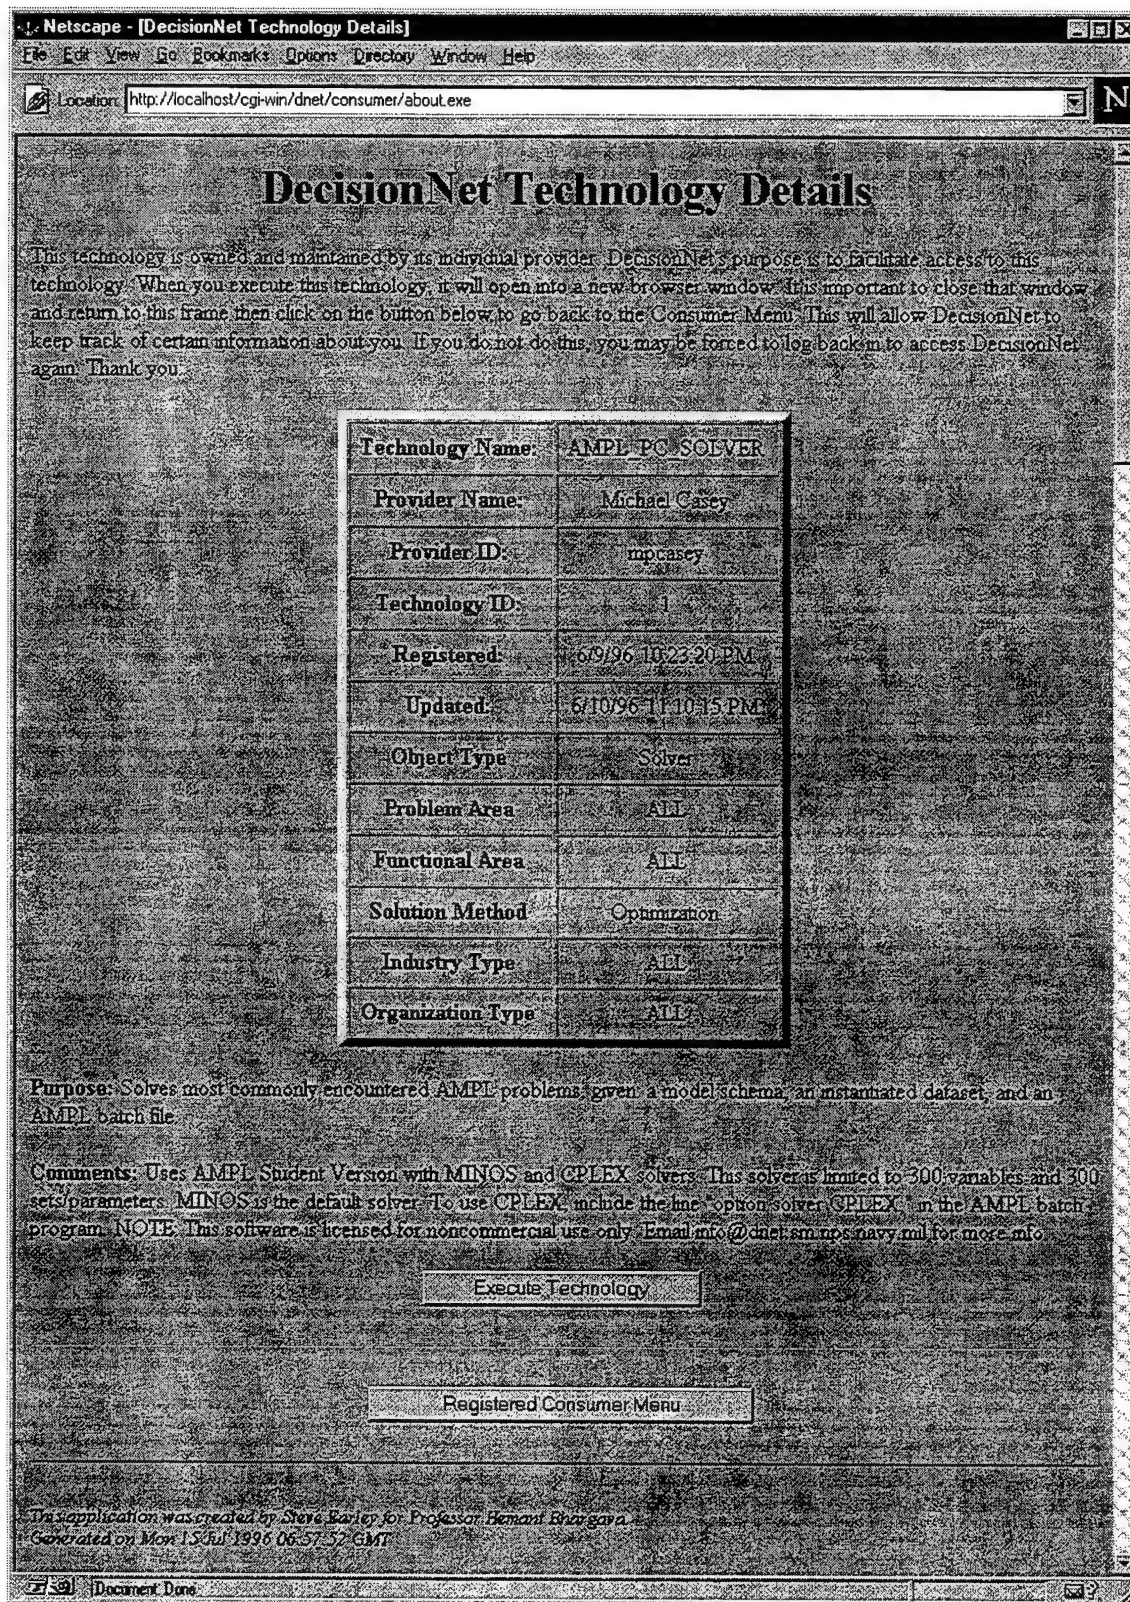 Netscape - [DecisionNet Technology Details]
File Edit View Go Bookmarks Options Directory Window Help
Location: http://localhost/cgi-win/dnet/consumer/about.exe
N
DecisionNet Technology Details
This technology is owned and maintained by its individual provider. DecisionNet's purpose is to facilitate access to this
technology. When you execute this technology, it will open into a new browser window. It is important to close that window
and return to this frame then click on the button below to go back to the Consumer Menu. This will allow DecisionNet to
keep track of certain information about you. If you do not do this, you may be forced to log back in to access DecisionNet
again. Thank you.
Technology Name: AMPL_PC_SOLVER
Provider Name: Michael Casey
Provider ID: mpcasey
Technology ID: 1
Registered: 6/9/96 10:23:20 PM
Updated: 6/10/96 11:10:15 PM
Object Type Solver
Problem Area ALL
Functional Area ALL
Solution Method Optimization
Industry Type ALL
Organization Type ALL
Purpose: Solves most commonly encountered AMPL problems, given: a model schema, an instantiated dataset, and an
AMPL batch file
Comments: Uses AMPL Student Version with MINOS and CPLEX solvers. This solver is limited to 300 variables and 300
sets/parameters. MINOS is the default solver. To use CPLEX, include the line "option solver CPLEX;" in the AMPL batch
program. NOTE: This software is licensed for noncommercial use only. Email info@dnet.sm.nps.navy.mil for more info.
Execute Technology
Registered Consumer Menu
This application was created by Steve Earley for Professor Hemant Bhargava.
Generated on Mon 15 Jul 1996 06:57:52 GMT
Document: Done